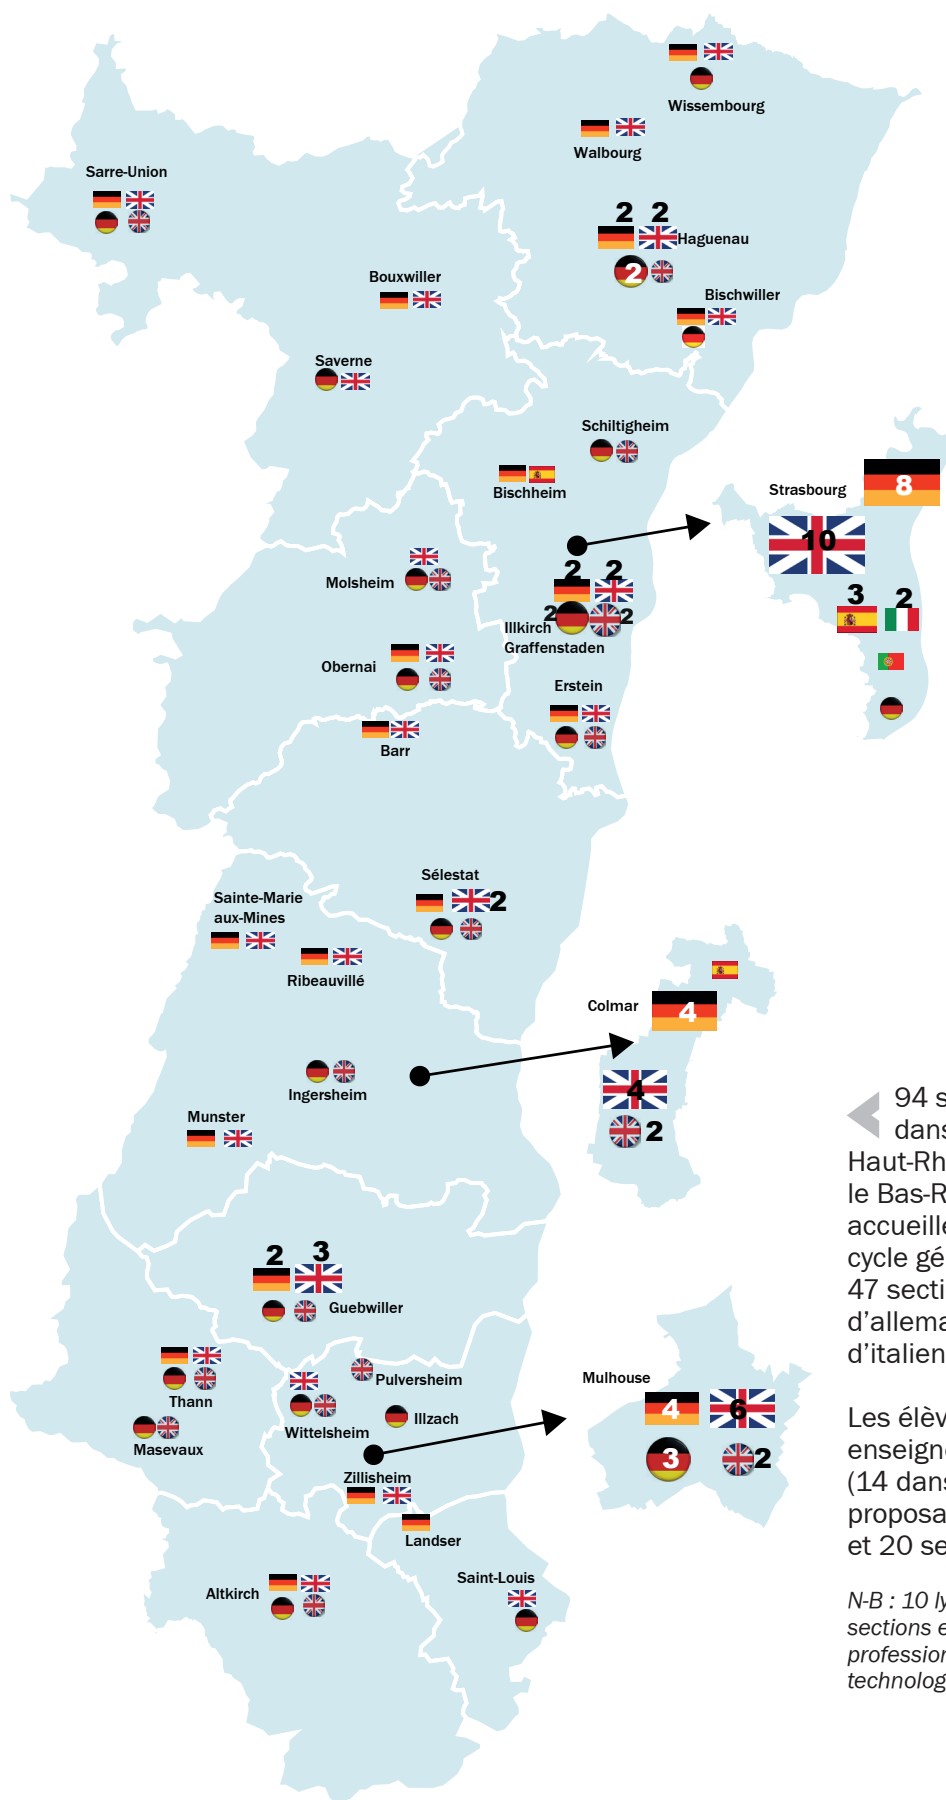 Wissembourg
Walbourg
Sarre-Union
2 2
Haguenau
2
Bouxwiller
Bischwiller
Saverne
Schiltigheim
Bischheim
Strasbourg
8
10
3 2
Molsheim
2 2
2 2
Illkirch
Graffenstaden
Obernai
Erstein
Barr
Sélestat
2
Sainte-Marie
aux-Mines
Ribeauvillé
Colmar
4
4
2
Ingersheim
Munster
2 3
Guebwiller
Thann
Masevaux
Pulversheim
Wittelsheim
Illzach
Mulhouse
4 6
3 2
Zillisheim
Landser
Altkirch
Saint-Louis
94 s
dans
Haut-Rh
le Bas-R
accueille
cycle gé
47 secti
d'allema
d'italien
Les élèv
enseigne
(14 dans
proposa
et 20 se
N-B : 10 ly
sections e
profession
technolog